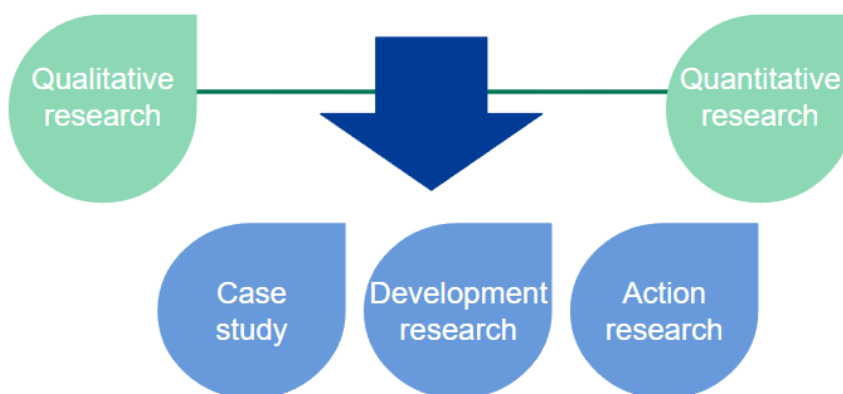 Qualitative
research
Quantitative
research
Case
study
Development
research
Action
research